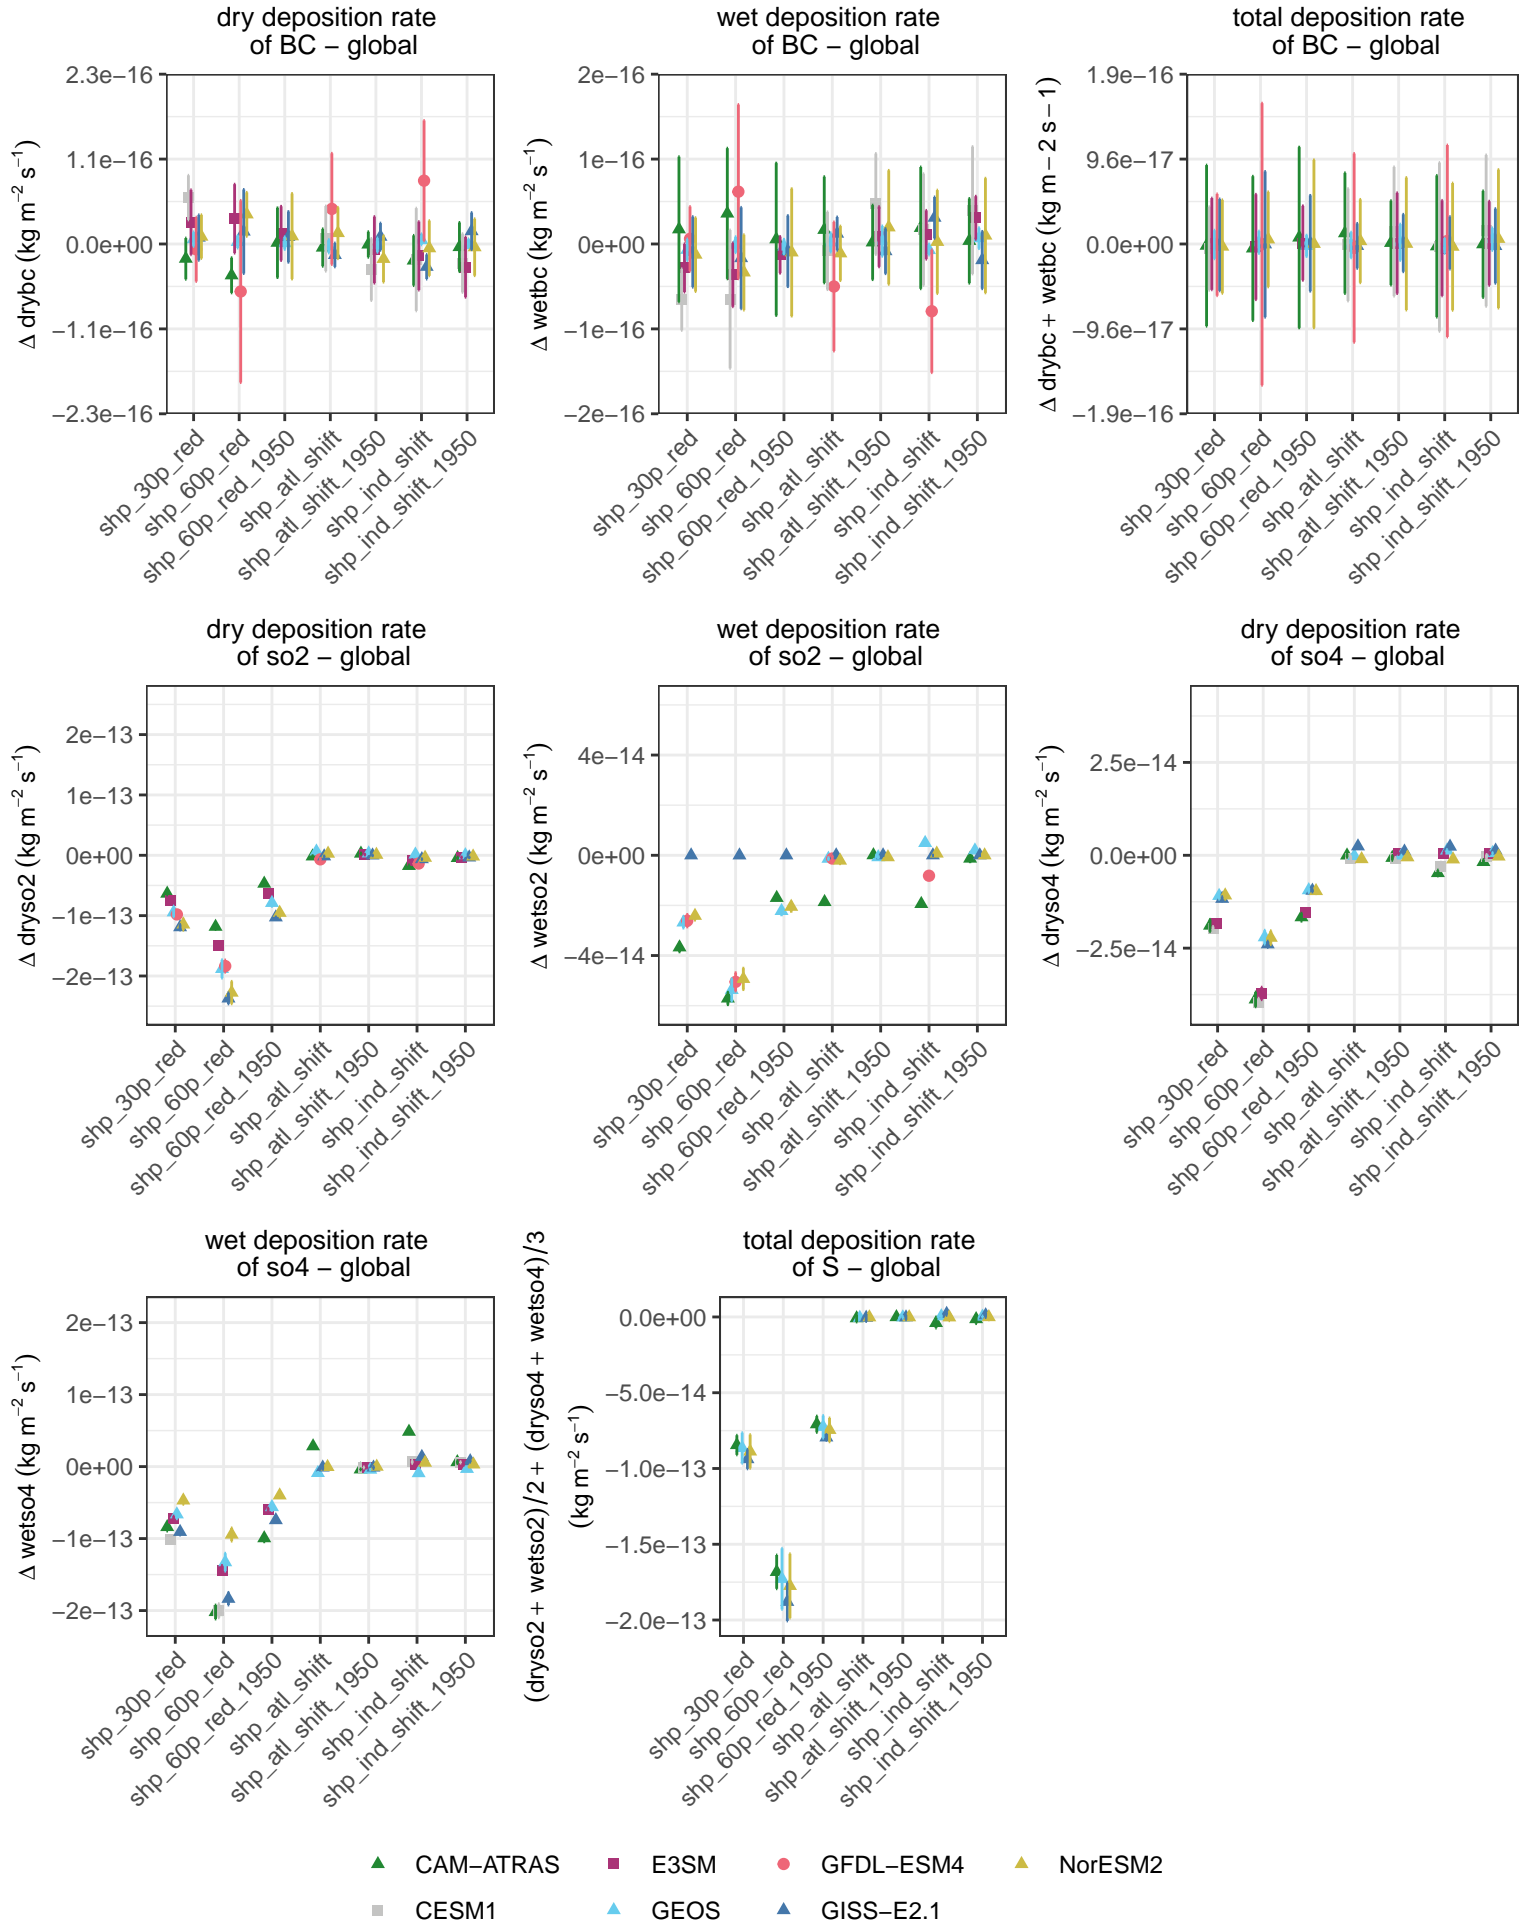 dry deposition rate
of BC − global
Δ drybc (kg m−2 s−1)
2.3e−16
1.1e−16
0.0e+00
−1.1e−16
−2.3e−16
shp_30p_red
shp_60p_red
shp_60p_red_1950
shp_atl_shift
shp_atl_shift_1950
shp_ind_shift
shp_ind_shift_1950
wet deposition rate
of BC − global
Δ wetbc (kg m−2 s−1)
2e−16
1e−16
0e+00
−1e−16
−2e−16
shp_30p_red
shp_60p_red
shp_60p_red_1950
shp_atl_shift
shp_atl_shift_1950
shp_ind_shift
shp_ind_shift_1950
total deposition rate
of BC − global
Δ drybc + wetbc (kg m − 2 s − 1)
1.9e−16
9.6e−17
0.0e+00
−9.6e−17
−1.9e−16
shp_30p_red
shp_60p_red
shp_60p_red_1950
shp_atl_shift
shp_atl_shift_1950
shp_ind_shift
shp_ind_shift_1950
dry deposition rate
of so2 − global
Δ dryso2 (kg m−2 s−1)
2e−13
1e−13
0e+00
−1e−13
−2e−13
shp_30p_red
shp_60p_red
shp_60p_red_1950
shp_atl_shift
shp_atl_shift_1950
shp_ind_shift
shp_ind_shift_1950
wet deposition rate
of so2 − global
Δ wetso2 (kg m−2 s−1)
4e−14
0e+00
−4e−14
shp_30p_red
shp_60p_red
shp_60p_red_1950
shp_atl_shift
shp_atl_shift_1950
shp_ind_shift
shp_ind_shift_1950
dry deposition rate
of so4 − global
Δ dryso4 (kg m−2 s−1)
2.5e−14
0.0e+00
−2.5e−14
shp_30p_red
shp_60p_red
shp_60p_red_1950
shp_atl_shift
shp_atl_shift_1950
shp_ind_shift
shp_ind_shift_1950
wet deposition rate
of so4 − global
Δ wetso4 (kg m−2 s−1)
2e−13
1e−13
0e+00
−1e−13
−2e−13
shp_30p_red
shp_60p_red
shp_60p_red_1950
shp_atl_shift
shp_atl_shift_1950
shp_ind_shift
shp_ind_shift_1950
total deposition rate
of S − global
(dryso2 + wetso2)/2 + (dryso4 + wetso4)/3
(kg m−2 s−1)
0.0e+00
−5.0e−14
−1.0e−13
−1.5e−13
−2.0e−13
shp_30p_red
shp_60p_red
shp_60p_red_1950
shp_atl_shift
shp_atl_shift_1950
shp_ind_shift
shp_ind_shift_1950
CAM−ATRAS E3SM GFDL−ESM4 NorESM2
CESM1 GEOS GISS−E2.1